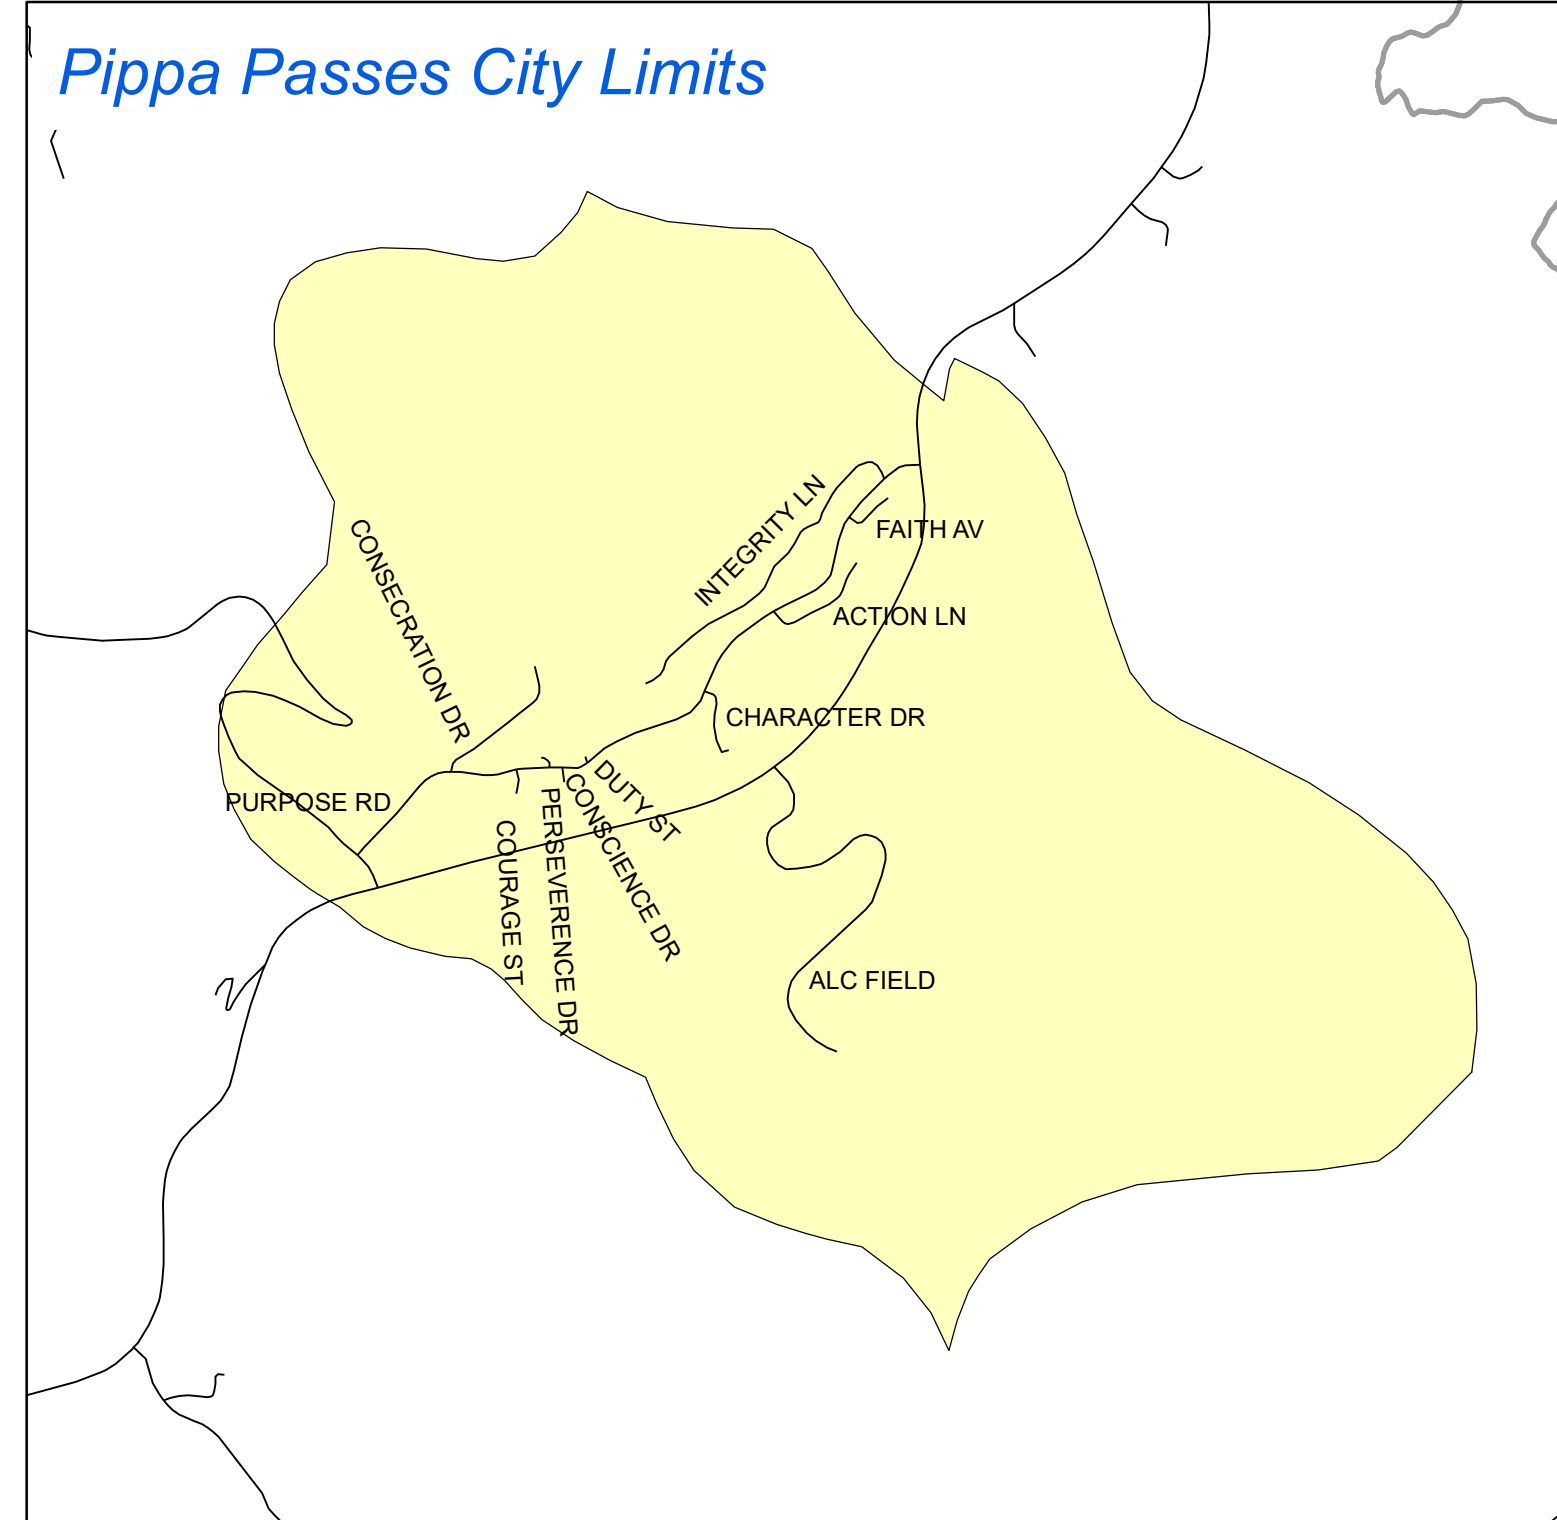 Pippa Passes City Limits
INTEGRITY LN
FAITH AV
CONSECRATION DR
ACTION LN
CHARACTER DR
DUTY ST
PURPOSE RD
CONSCIENCE DR
PERSEVERENCE DR
COURAGE ST
ALC FIELD